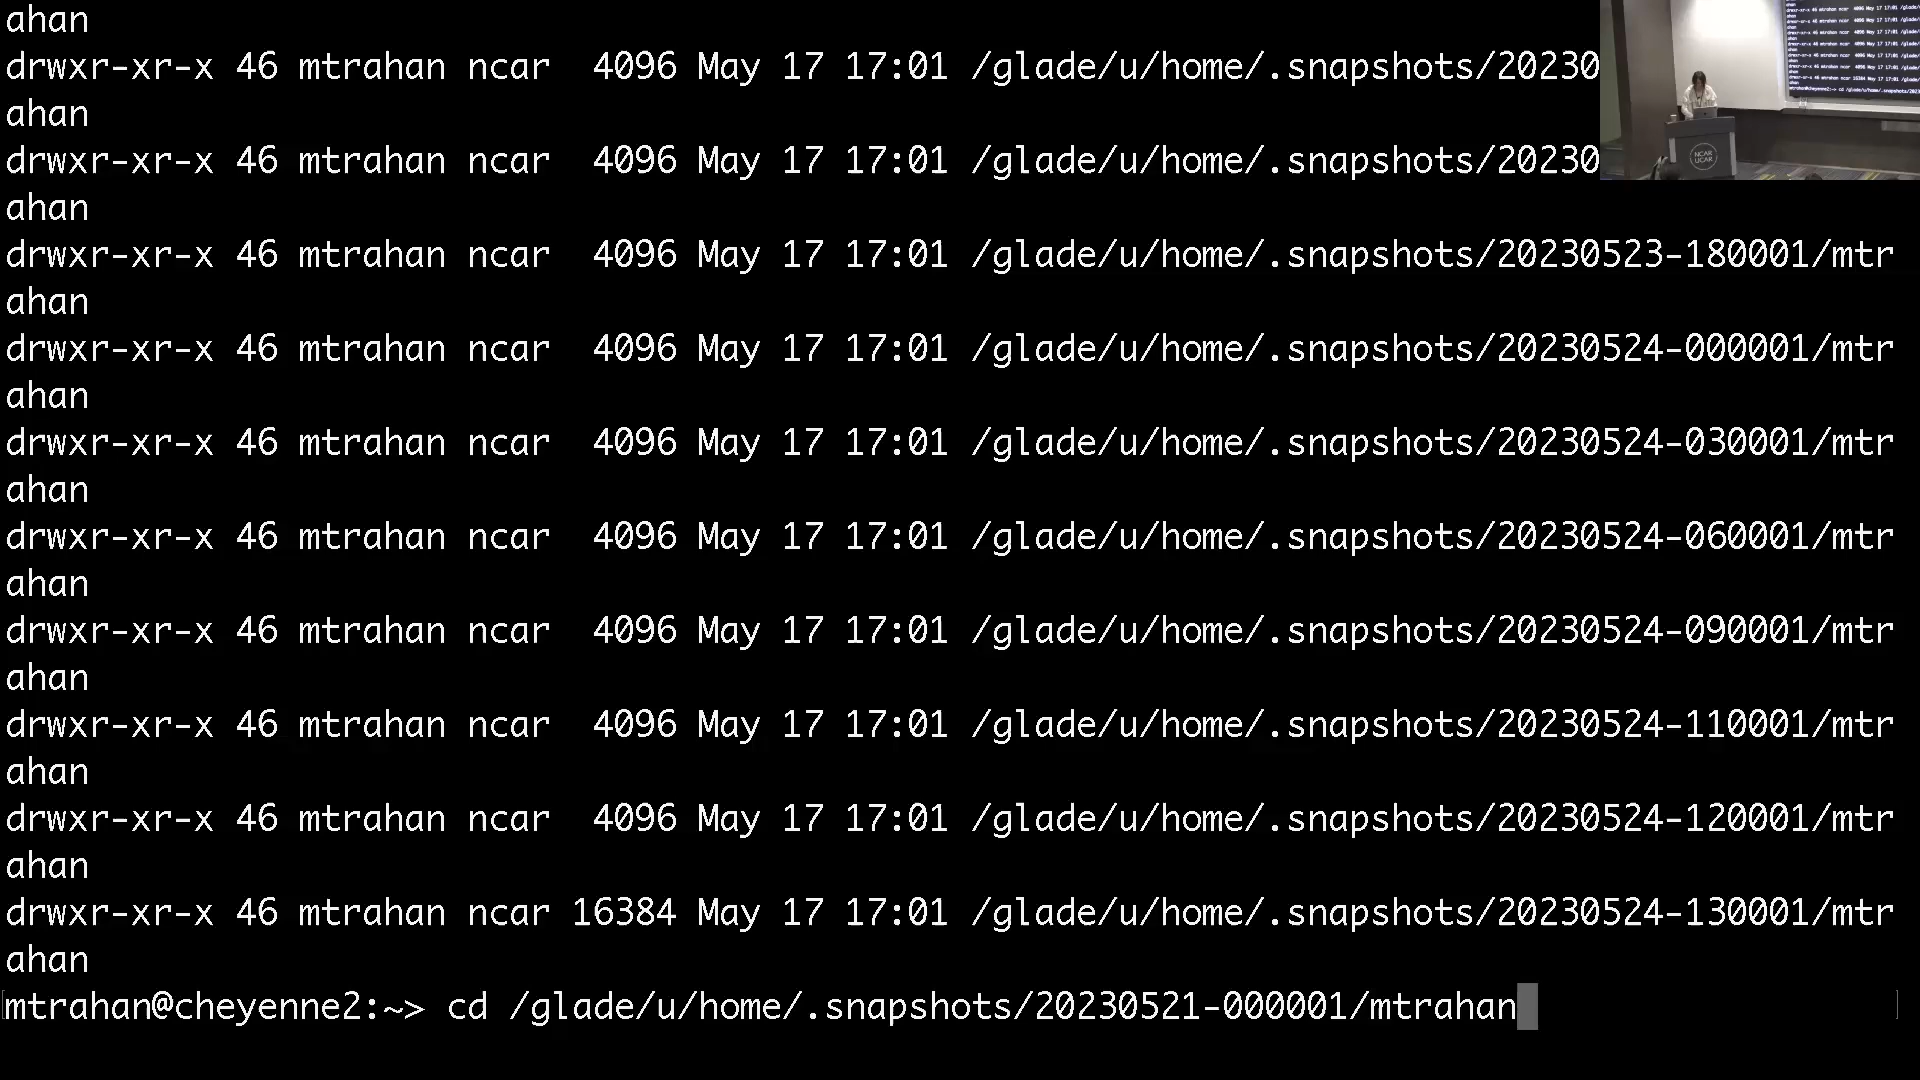 ahan
drwxr-xr-x 46 mtrahan ncar  4096 May 17 17:01 /glade/u/home/.snapshots/20230
ahan
drwxr-xr-x 46 mtrahan ncar  4096 May 17 17:01 /glade/u/home/.snapshots/20230
ahan
drwxr-xr-x 46 mtrahan ncar  4096 May 17 17:01 /glade/u/home/.snapshots/20230523-180001/mtr
ahan
drwxr-xr-x 46 mtrahan ncar  4096 May 17 17:01 /glade/u/home/.snapshots/20230524-000001/mtr
ahan
drwxr-xr-x 46 mtrahan ncar  4096 May 17 17:01 /glade/u/home/.snapshots/20230524-030001/mtr
ahan
drwxr-xr-x 46 mtrahan ncar  4096 May 17 17:01 /glade/u/home/.snapshots/20230524-060001/mtr
ahan
drwxr-xr-x 46 mtrahan ncar  4096 May 17 17:01 /glade/u/home/.snapshots/20230524-090001/mtr
ahan
drwxr-xr-x 46 mtrahan ncar  4096 May 17 17:01 /glade/u/home/.snapshots/20230524-110001/mtr
ahan
drwxr-xr-x 46 mtrahan ncar  4096 May 17 17:01 /glade/u/home/.snapshots/20230524-120001/mtr
ahan
drwxr-xr-x 46 mtrahan ncar 16384 May 17 17:01 /glade/u/home/.snapshots/20230524-130001/mtr
ahan
mtrahan@cheyenne2:~> cd /glade/u/home/.snapshots/20230521-000001/mtrahan
NCAR
UCAR